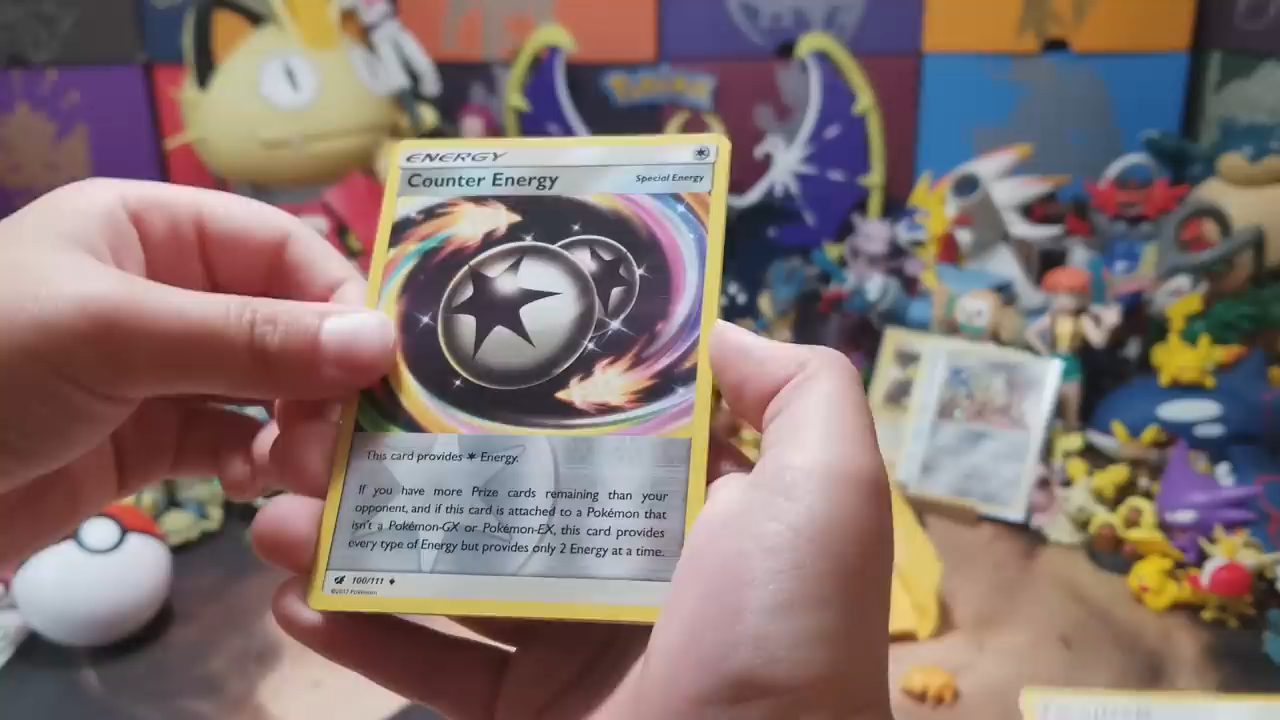 POKÉMON
ENERGY
Counter Energy Special Energy
This card provides Energy.
If you have more Prize cards remaining than your
opponent, and if this card is attached to a Pokémon that
isn't a Pokémon-GX or Pokémon-EX, this card provides
every type of Energy but provides only 2 Energy at a time.
100/111
©2017 Pokémon